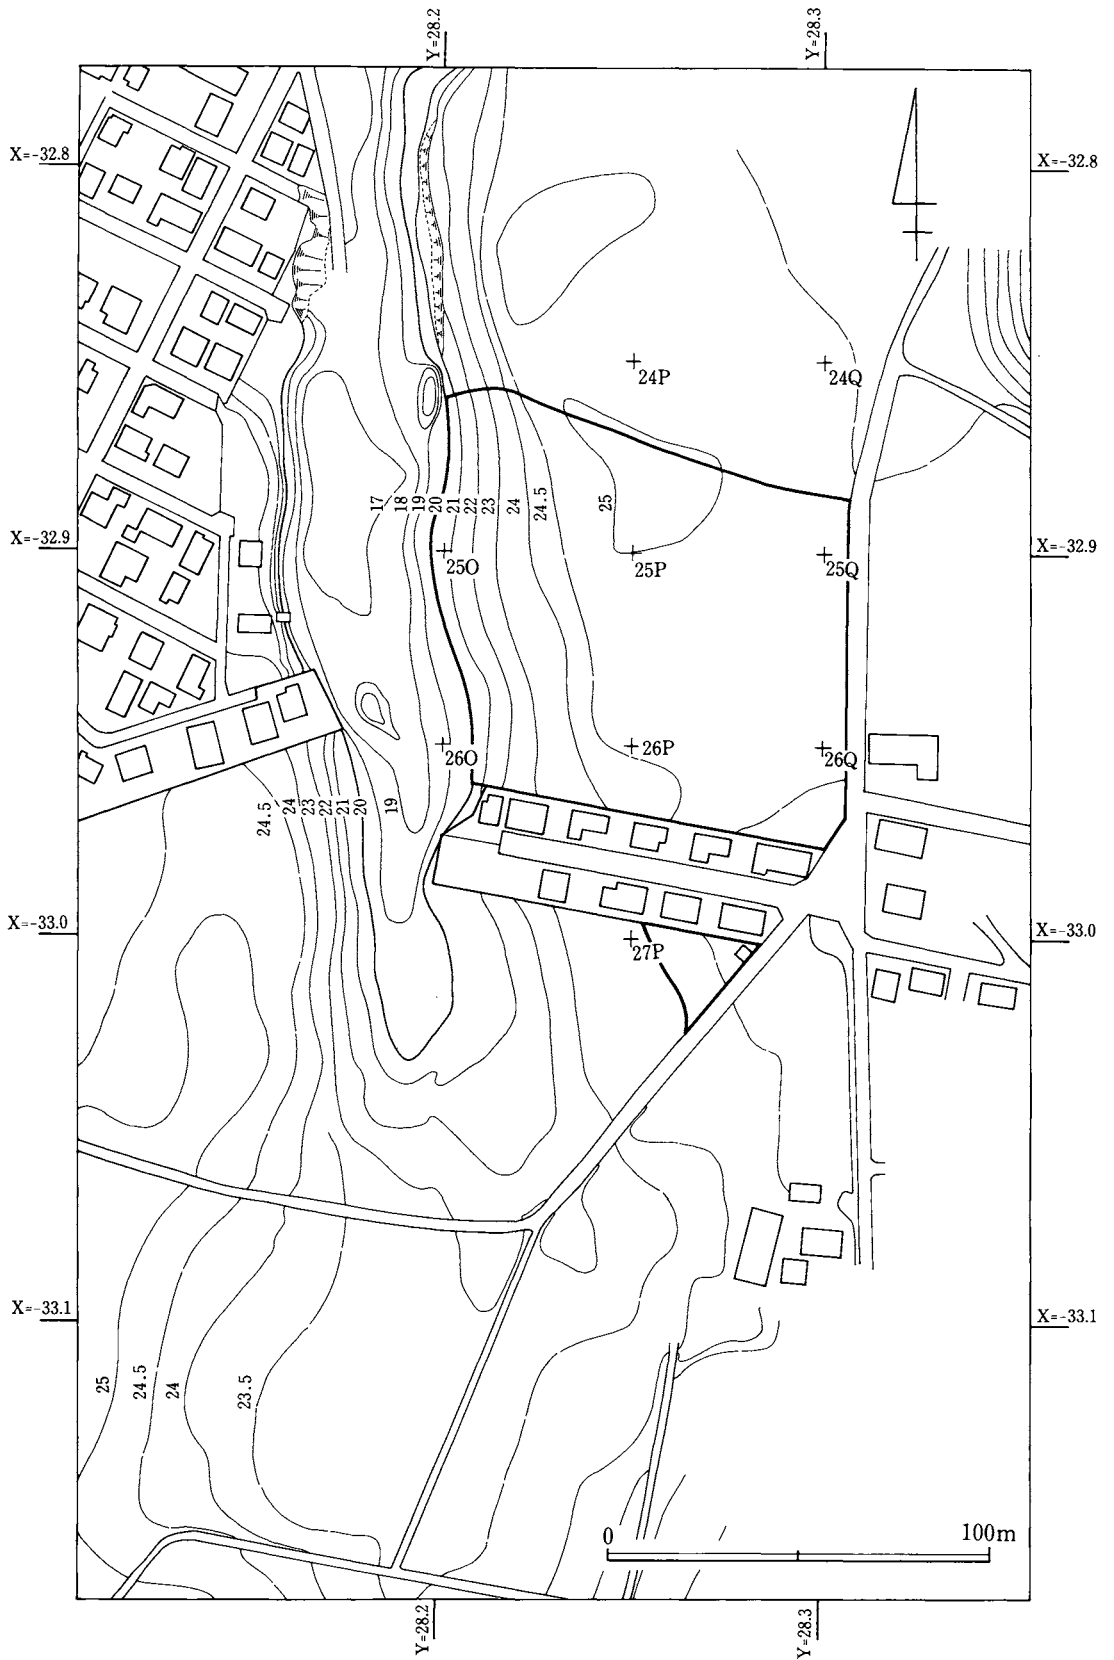 Y=28.2
Y=28.3
X=-32.8
X=-32.8
24P
24Q
17
18
19
20
21
22
23
24
24.5
25
X=-32.9
X=-32.9
25O
25P
25Q
26O
26P
26Q
24.5
24
23
22
21
20
19
X=-33.0
X=-33.0
27P
X=-33.1
X=-33.1
25
24.5
24
23.5
0
100m
Y=28.2
Y=28.3